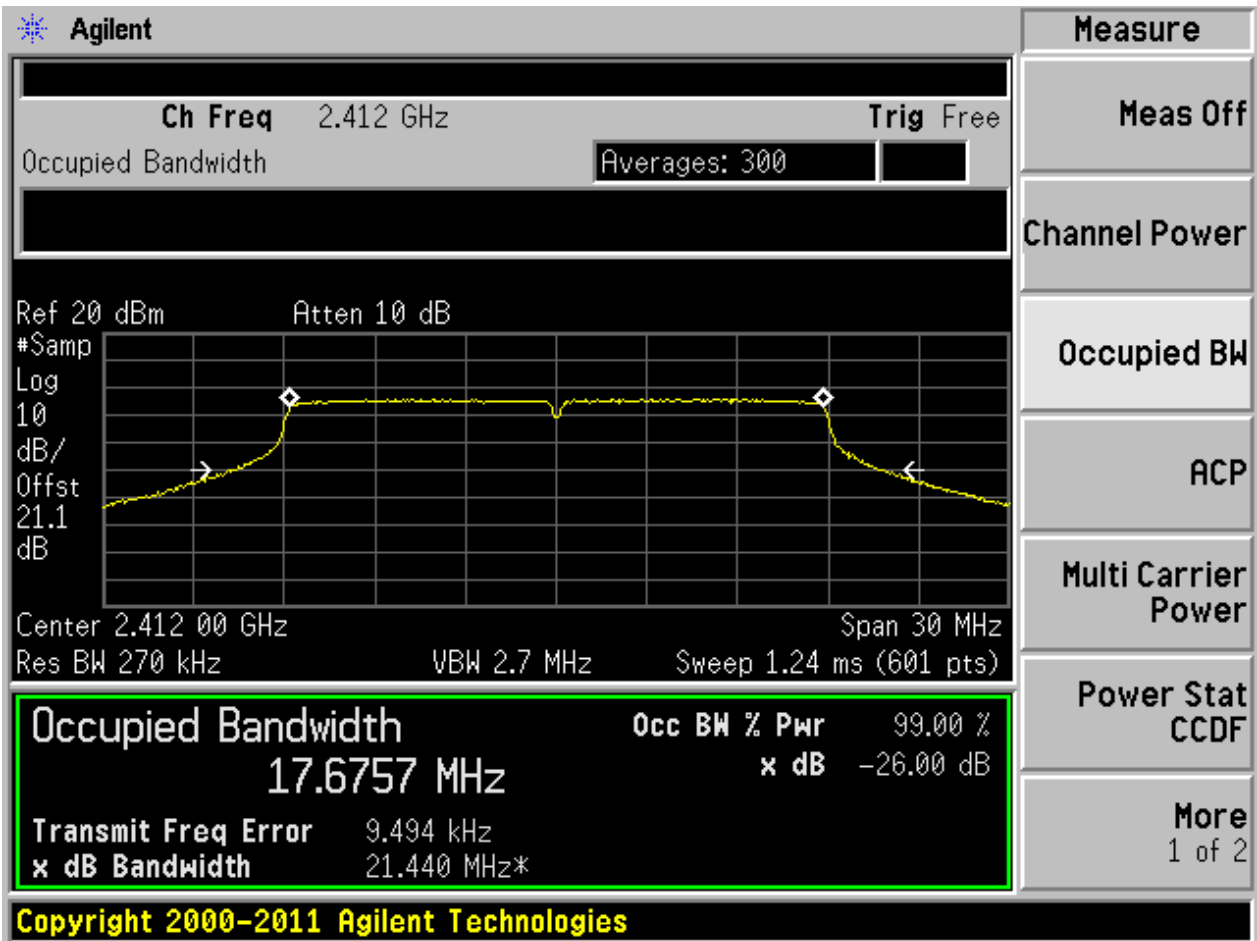 Agilent
Measure
Ch Freq 2.412 GHz Trig Free
Occupied Bandwidth Averages: 300
Ref 20 dBm Atten 10 dB
#Samp
Log
10
dB/
Offst
21.1
dB
Center 2.412 00 GHz Span 30 MHz
Res BW 270 kHz VBW 2.7 MHz Sweep 1.24 ms (601 pts)
Occupied Bandwidth
17.6757 MHz
Occ BW % Pwr 99.00 %
x dB -26.00 dB
Transmit Freq Error 9.494 kHz
x dB Bandwidth 21.440 MHz*
Meas Off
Channel Power
Occupied BW
ACP
Multi Carrier
Power
Power Stat
CCDF
More
1 of 2
Copyright 2000-2011 Agilent Technologies